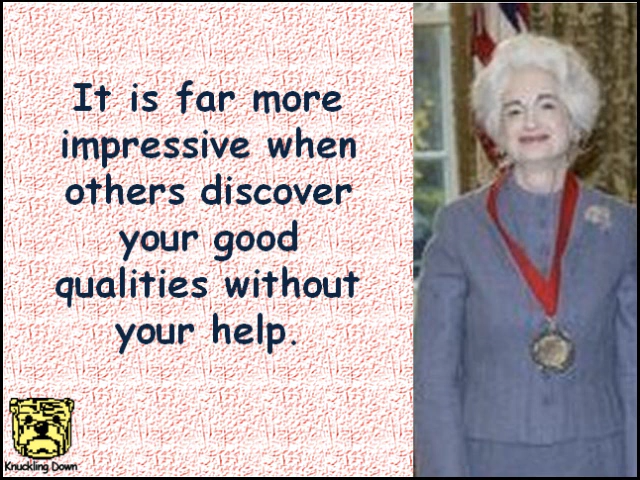 It is far more
impressive when
others discover
your good
qualities without
your help.
Knuckling Down